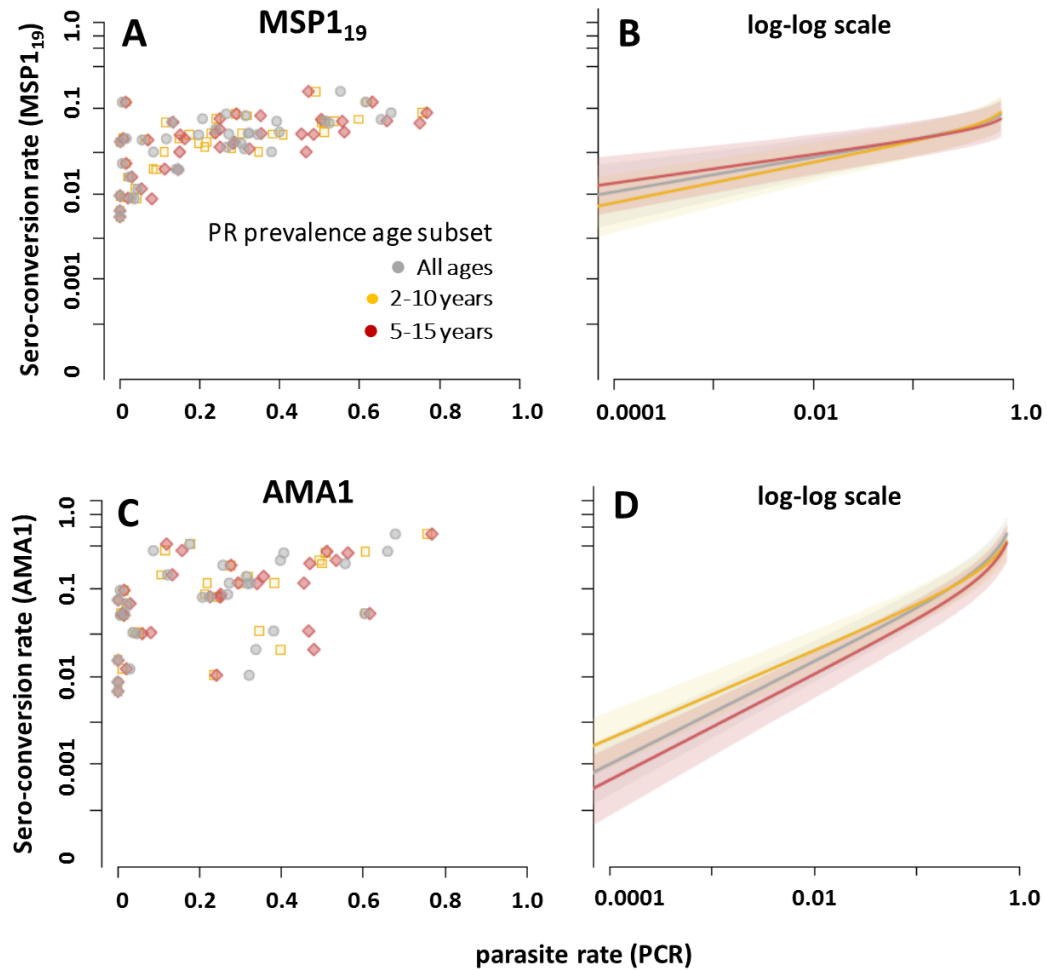 A
MSP1₁₉
Sero-conversion rate (MSP1₁₉)
1.0
0.1
0.01
0.001
0
PR prevalence age subset
All ages
2-10 years
5-15 years
0 0.2 0.4 0.6 0.8 1.0
B
log-log scale
0.0001 0.01 1.0
C
AMA1
Sero-conversion rate (AMA1)
1.0
0.1
0.01
0.001
0
0 0.2 0.4 0.6 0.8 1.0
D
log-log scale
0.0001 0.01 1.0
parasite rate (PCR)